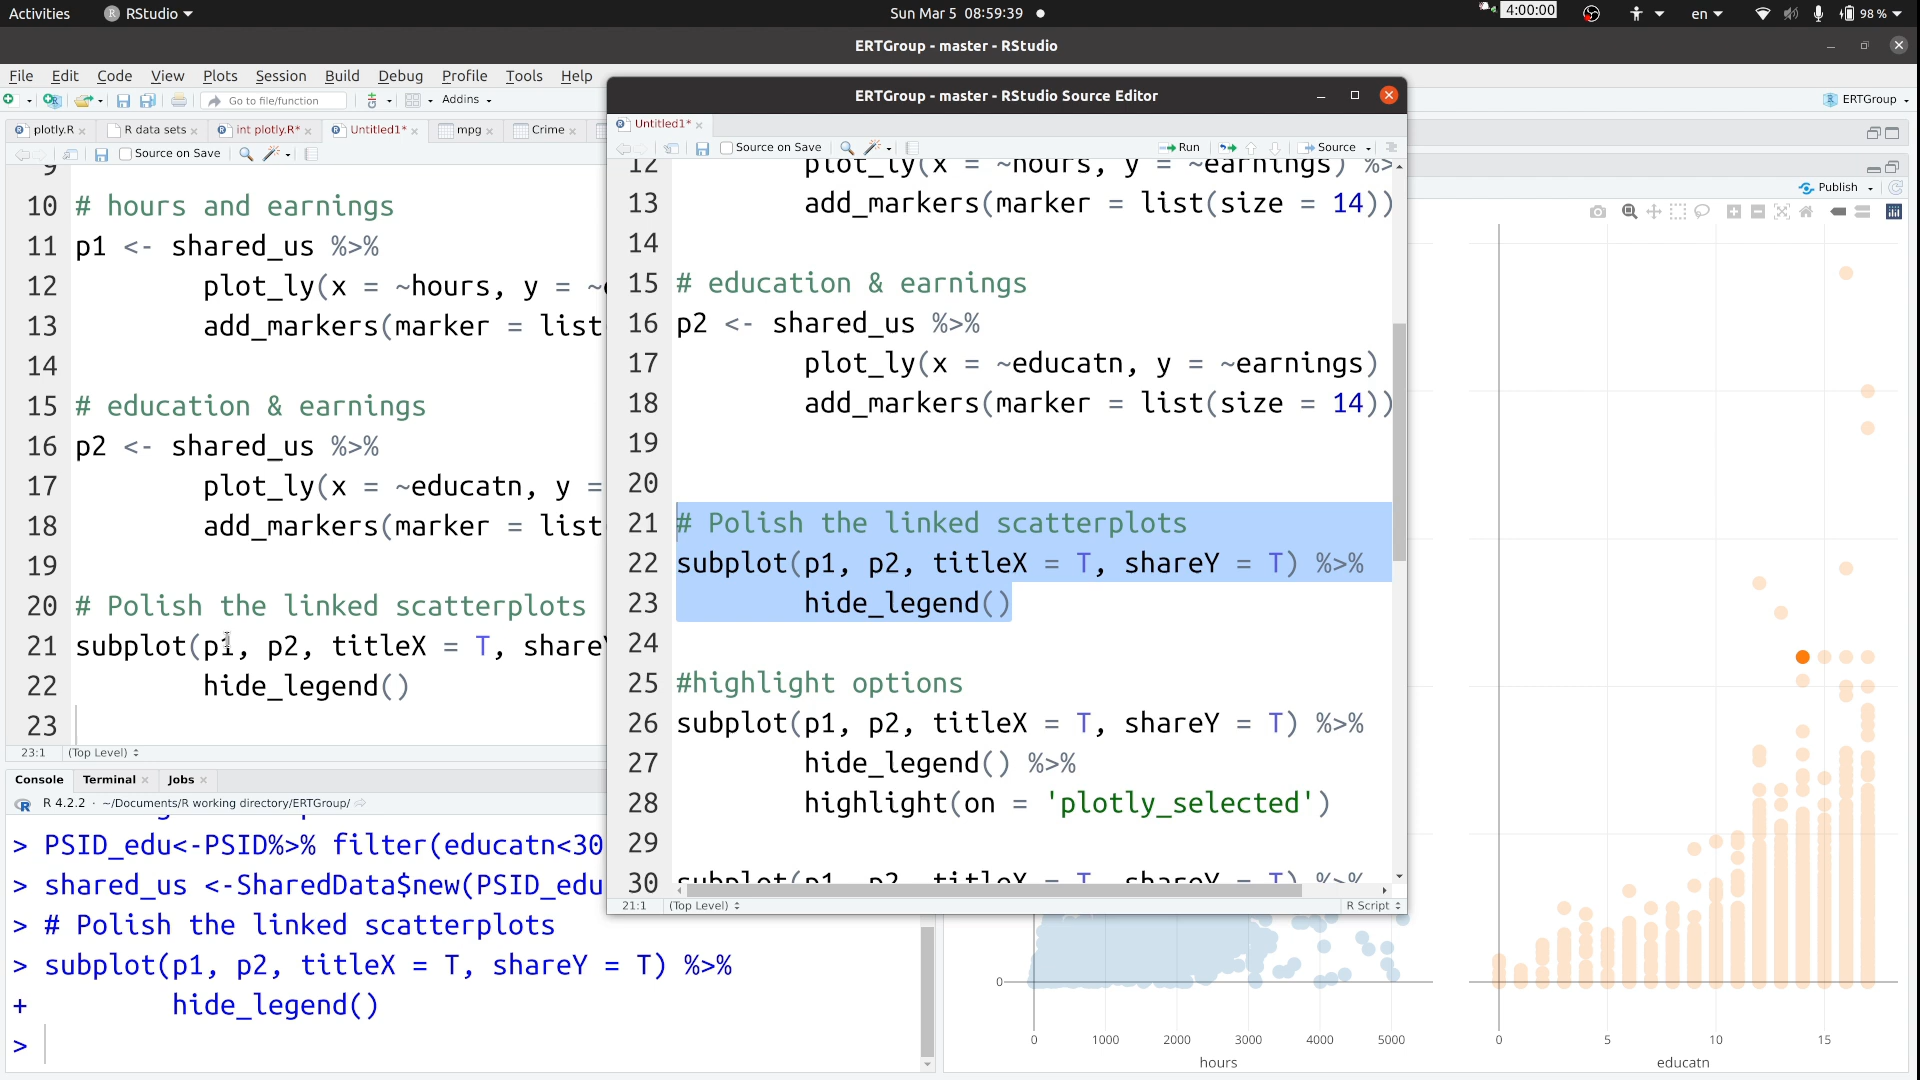 Activities
RStudio
Sun Mar 5 08:59:39
4:00:00
en
98 %
ERTGroup - master - RStudio
File Edit Code View Plots Session Build Debug Profile Tools Help
Go to file/function
Addins
ERTGroup
plotly.R
R data sets
int plotly.R*
Untitled1*
mpg
Crime
Source on Save
9
10 # hours and earnings
11 p1 <- shared_us %>%
12 plot_ly(x = ~hours, y = ~
13 add_markers(marker = list
14
15 # education & earnings
16 p2 <- shared_us %>%
17 plot_ly(x = ~educatn, y =
18 add_markers(marker = list
19
20 # Polish the linked scatterplots
21 subplot(p1, p2, titleX = T, share
22 hide_legend()
23
23:1 (Top Level)
Console Terminal Jobs
R 4.2.2 · ~/Documents/R working directory/ERTGroup/
> PSID_edu<-PSID%>% filter(educatn<30
> shared_us <-SharedData$new(PSID_edu
> # Polish the linked scatterplots
> subplot(p1, p2, titleX = T, shareY = T) %>%
+ hide_legend()
>
ERTGroup - master - RStudio Source Editor
Untitled1*
Source on Save
Run
Source
12 plot_ly(x = ~hours, y = ~earnings) %>
13 add_markers(marker = list(size = 14))
14
15 # education & earnings
16 p2 <- shared_us %>%
17 plot_ly(x = ~educatn, y = ~earnings)
18 add_markers(marker = list(size = 14))
19
20
21 # Polish the linked scatterplots
22 subplot(p1, p2, titleX = T, shareY = T) %>%
23 hide_legend()
24
25 #highlight options
26 subplot(p1, p2, titleX = T, shareY = T) %>%
27 hide_legend() %>%
28 highlight(on = 'plotly_selected')
29
30 subplot(p1, p2, titleX = T, shareY = T) %>%
21:1 (Top Level)
R Script
Publish
0
0 1000 2000 3000 4000 5000
hours
0 5 10 15
educatn